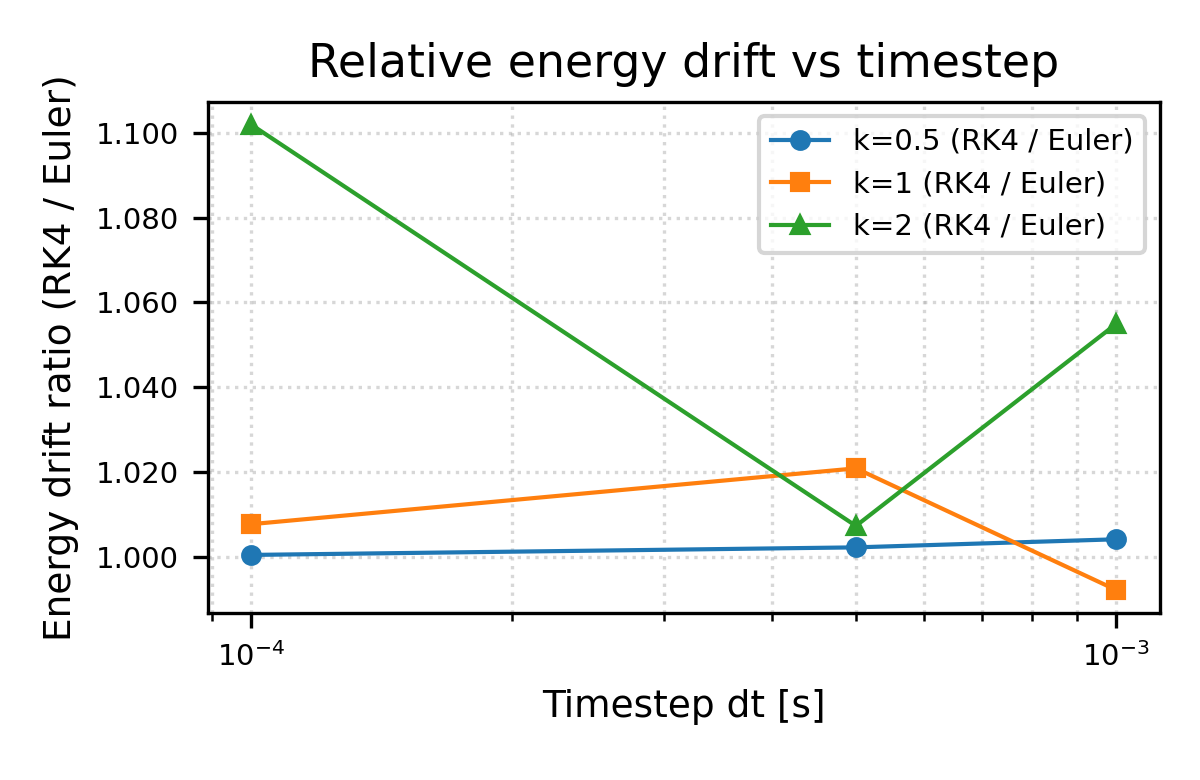 Relative energy drift vs timestep
Energy drift ratio (RK4 / Euler)
1.100
1.080
1.060
1.040
1.020
1.000
k=0.5 (RK4 / Euler)
k=1 (RK4 / Euler)
k=2 (RK4 / Euler)
10⁻⁴ 10⁻³
Timestep dt [s]